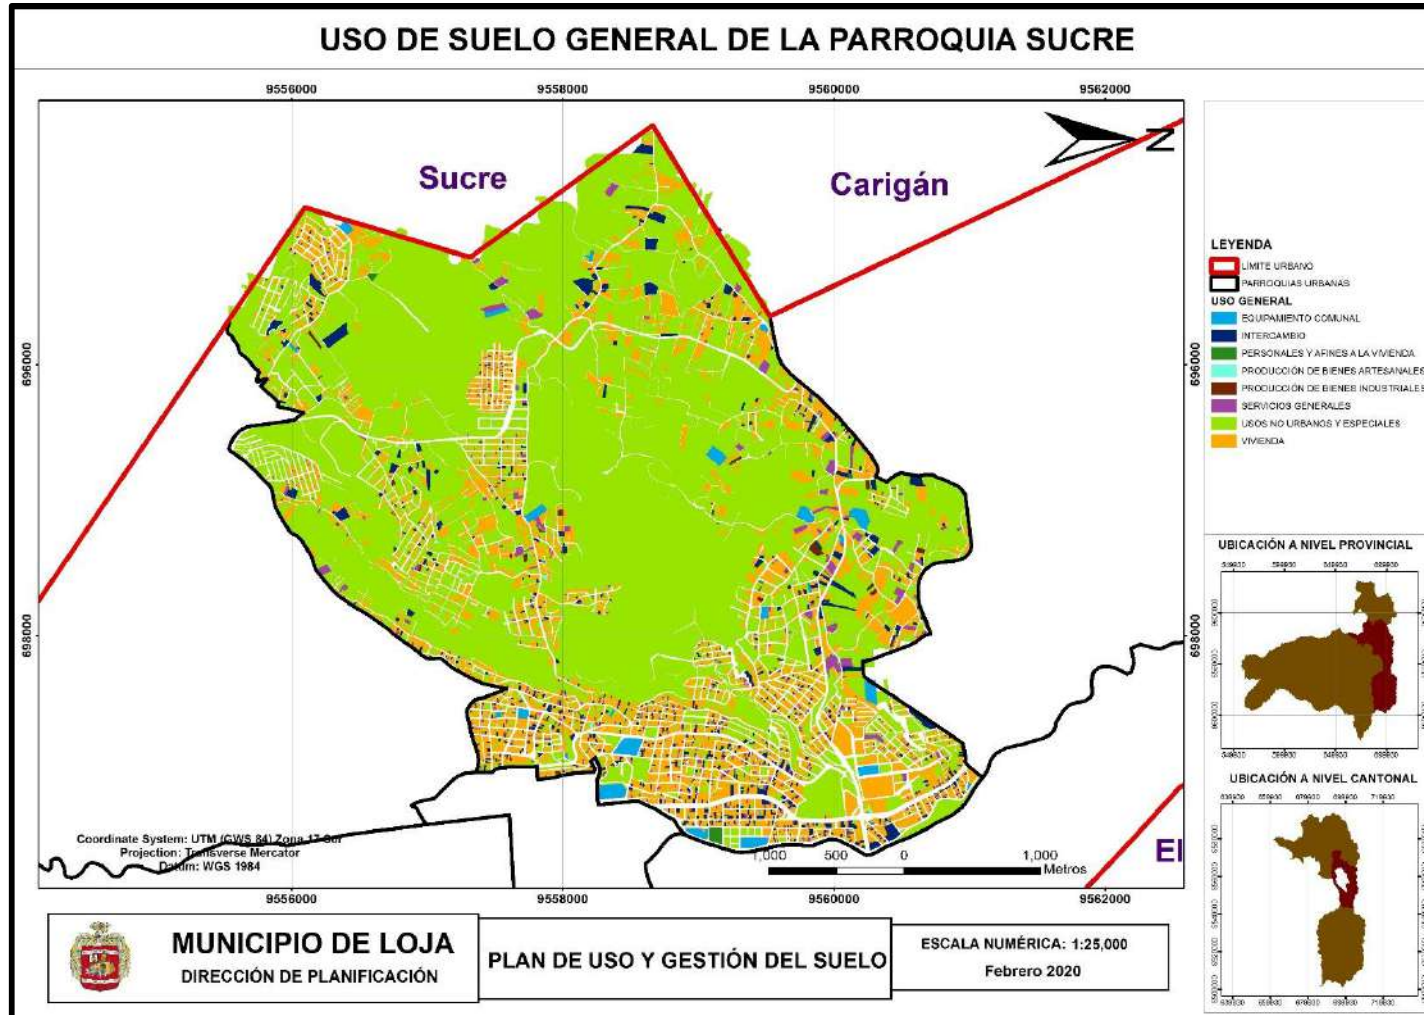 USO DE SUELO GENERAL DE LA PARROQUIA SUCRE
9556000 9558000 9560000 9562000
Sucre
Carigán
N
696000
696000
698000
698000
El
Coordinate System: UTM (GWS 84) Zona 17 Sur
Projection: Transverse Mercator
Datum: WGS 1984
1,000 500 0 1,000
Metros
9556000 9558000 9560000 9562000
LEYENDA
LÍMITE URBANO
PARROQUIAS URBANAS
USO GENERAL
EQUIPAMIENTO COMUNAL
INTERCAMBIO
PERSONALES Y AFINES A LA VIVIENDA
PRODUCCIÓN DE BIENES ARTESANALES
PRODUCCIÓN DE BIENES INDUSTRIALES
SERVICIOS GENERALES
USOS NO URBANOS Y ESPECIALES
VIVIENDA
UBICACIÓN A NIVEL PROVINCIAL
UBICACIÓN A NIVEL CANTONAL
MUNICIPIO DE LOJA
DIRECCIÓN DE PLANIFICACIÓN
PLAN DE USO Y GESTIÓN DEL SUELO
ESCALA NUMÉRICA: 1:25,000
Febrero 2020